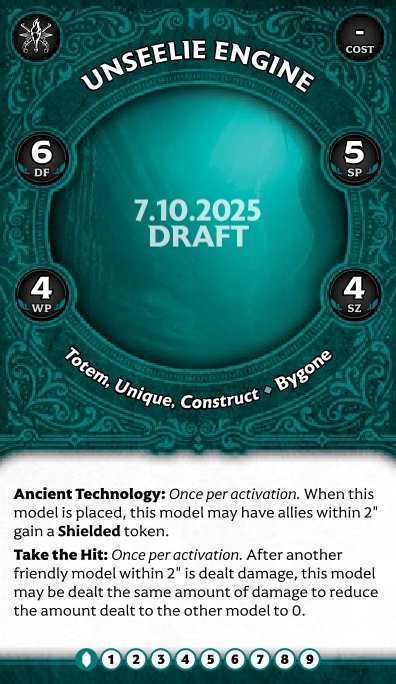 UNSEELIE ENGINE
-
COST
6
DF
5
SP
7.10.2025
DRAFT
4
WP
4
SZ
Totem, Unique, Construct • Bygone
Ancient Technology: Once per activation. When this
model is placed, this model may have allies within 2"
gain a Shielded token.
Take the Hit: Once per activation. After another
friendly model within 2" is dealt damage, this model
may be dealt the same amount of damage to reduce
the amount dealt to the other model to 0.
1 2 3 4 5 6 7 8 9